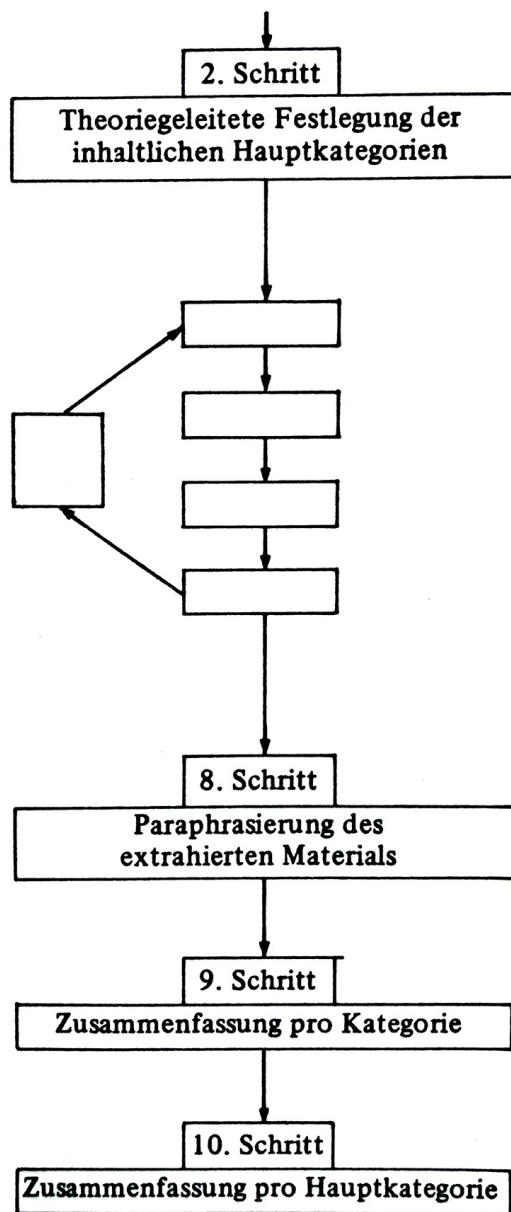 2. Schritt
Theoriegeleitete Festlegung der
inhaltlichen Hauptkategorien
8. Schritt
Paraphrasierung des
extrahierten Materials
9. Schritt
Zusammenfassung pro Kategorie
10. Schritt
Zusammenfassung pro Hauptkategorie